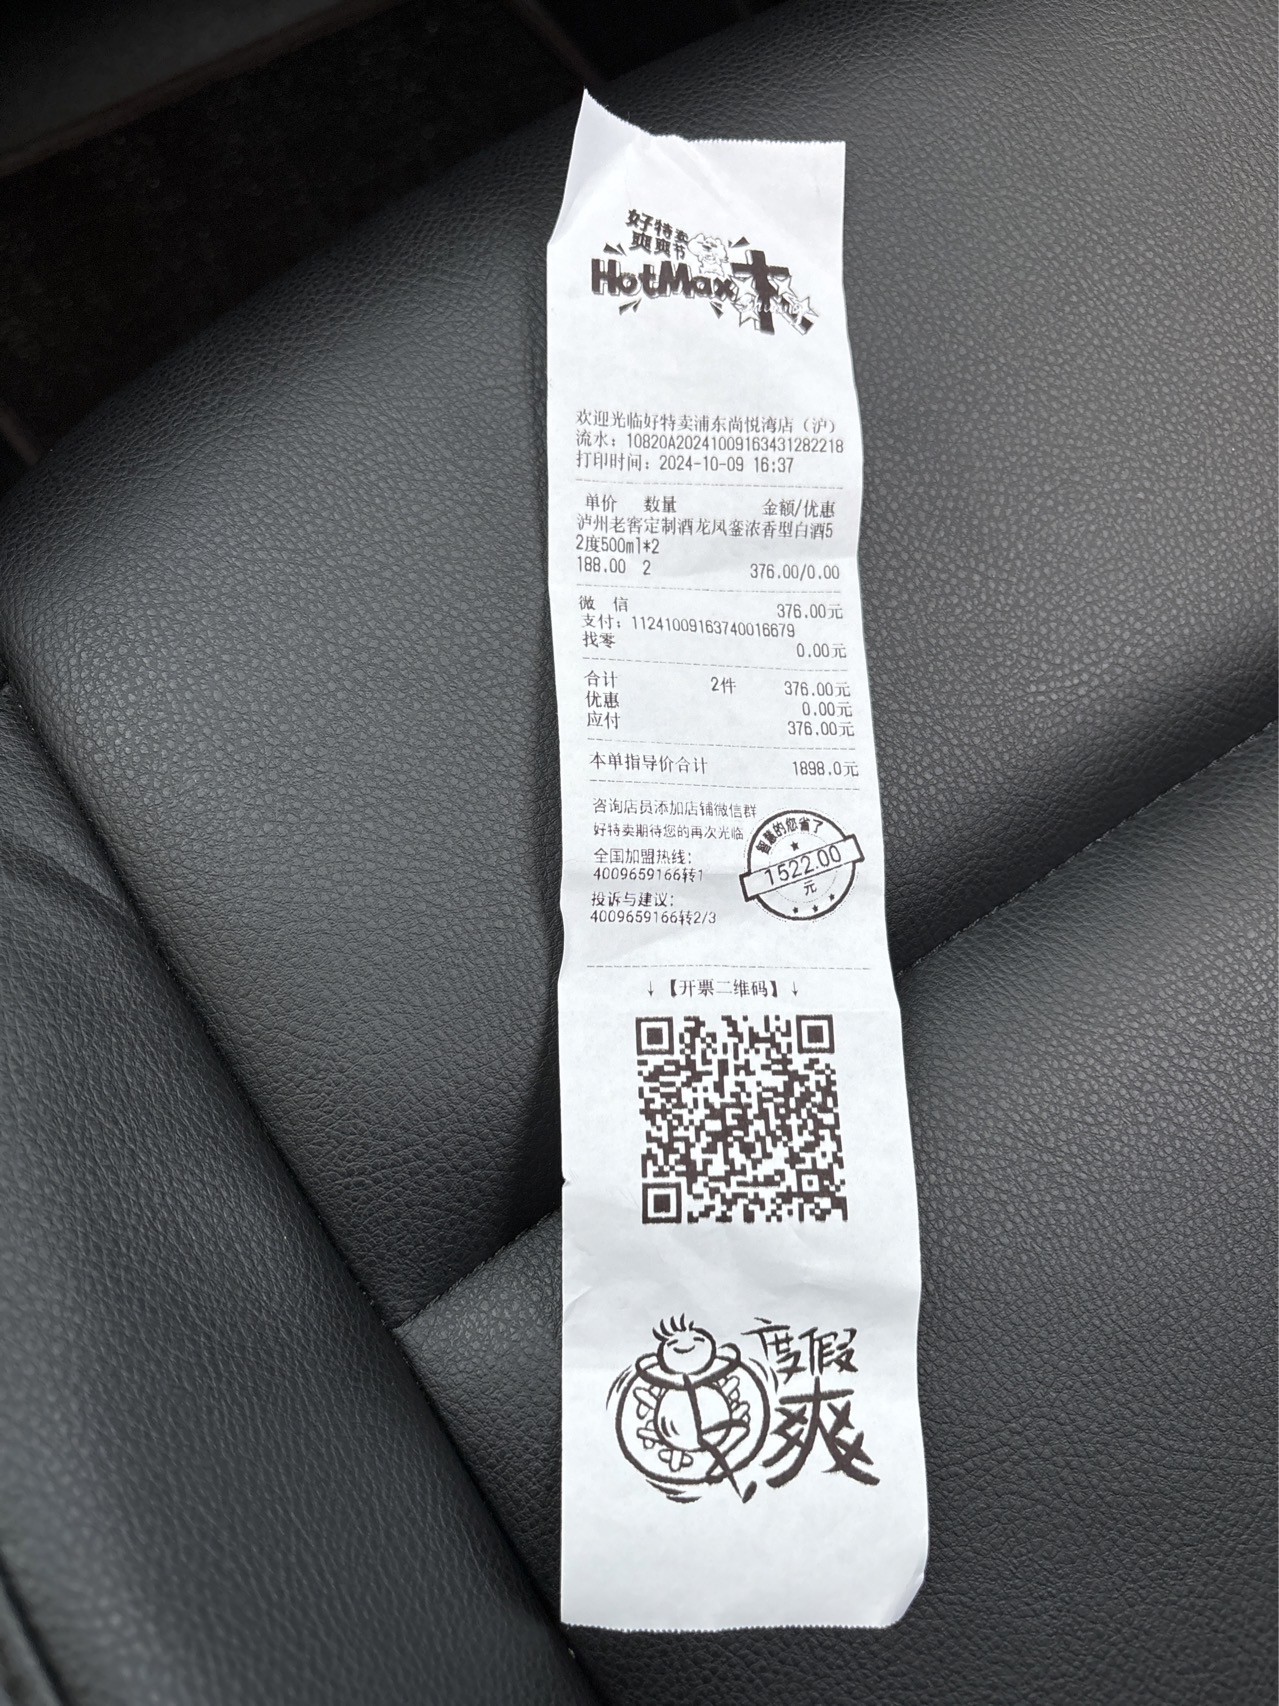 好特卖
爽爽节
HotMax
欢迎光临好特卖浦东尚悦湾店（沪）
流水：10820A20241009163431282218
打印时间：2024-10-09 16:37
单价 数量 金额/优惠
泸州老窖定制酒龙凤銮浓香型白酒5
2度500ml*2
188.00 2 376.00/0.00
微 信 376.00元
支付：11241009163740016679
找零 0.00元
合计 2件 376.00元
优惠 0.00元
应付 376.00元
本单指导价合计 1898.0元
咨询店员添加店铺微信群
好特卖期待您的再次光临
全国加盟热线：
4009659166转1
投诉与建议：
4009659166转2/3
智慧的您省了
1522.00
元
↓【开票二维码】↓
度假
爽